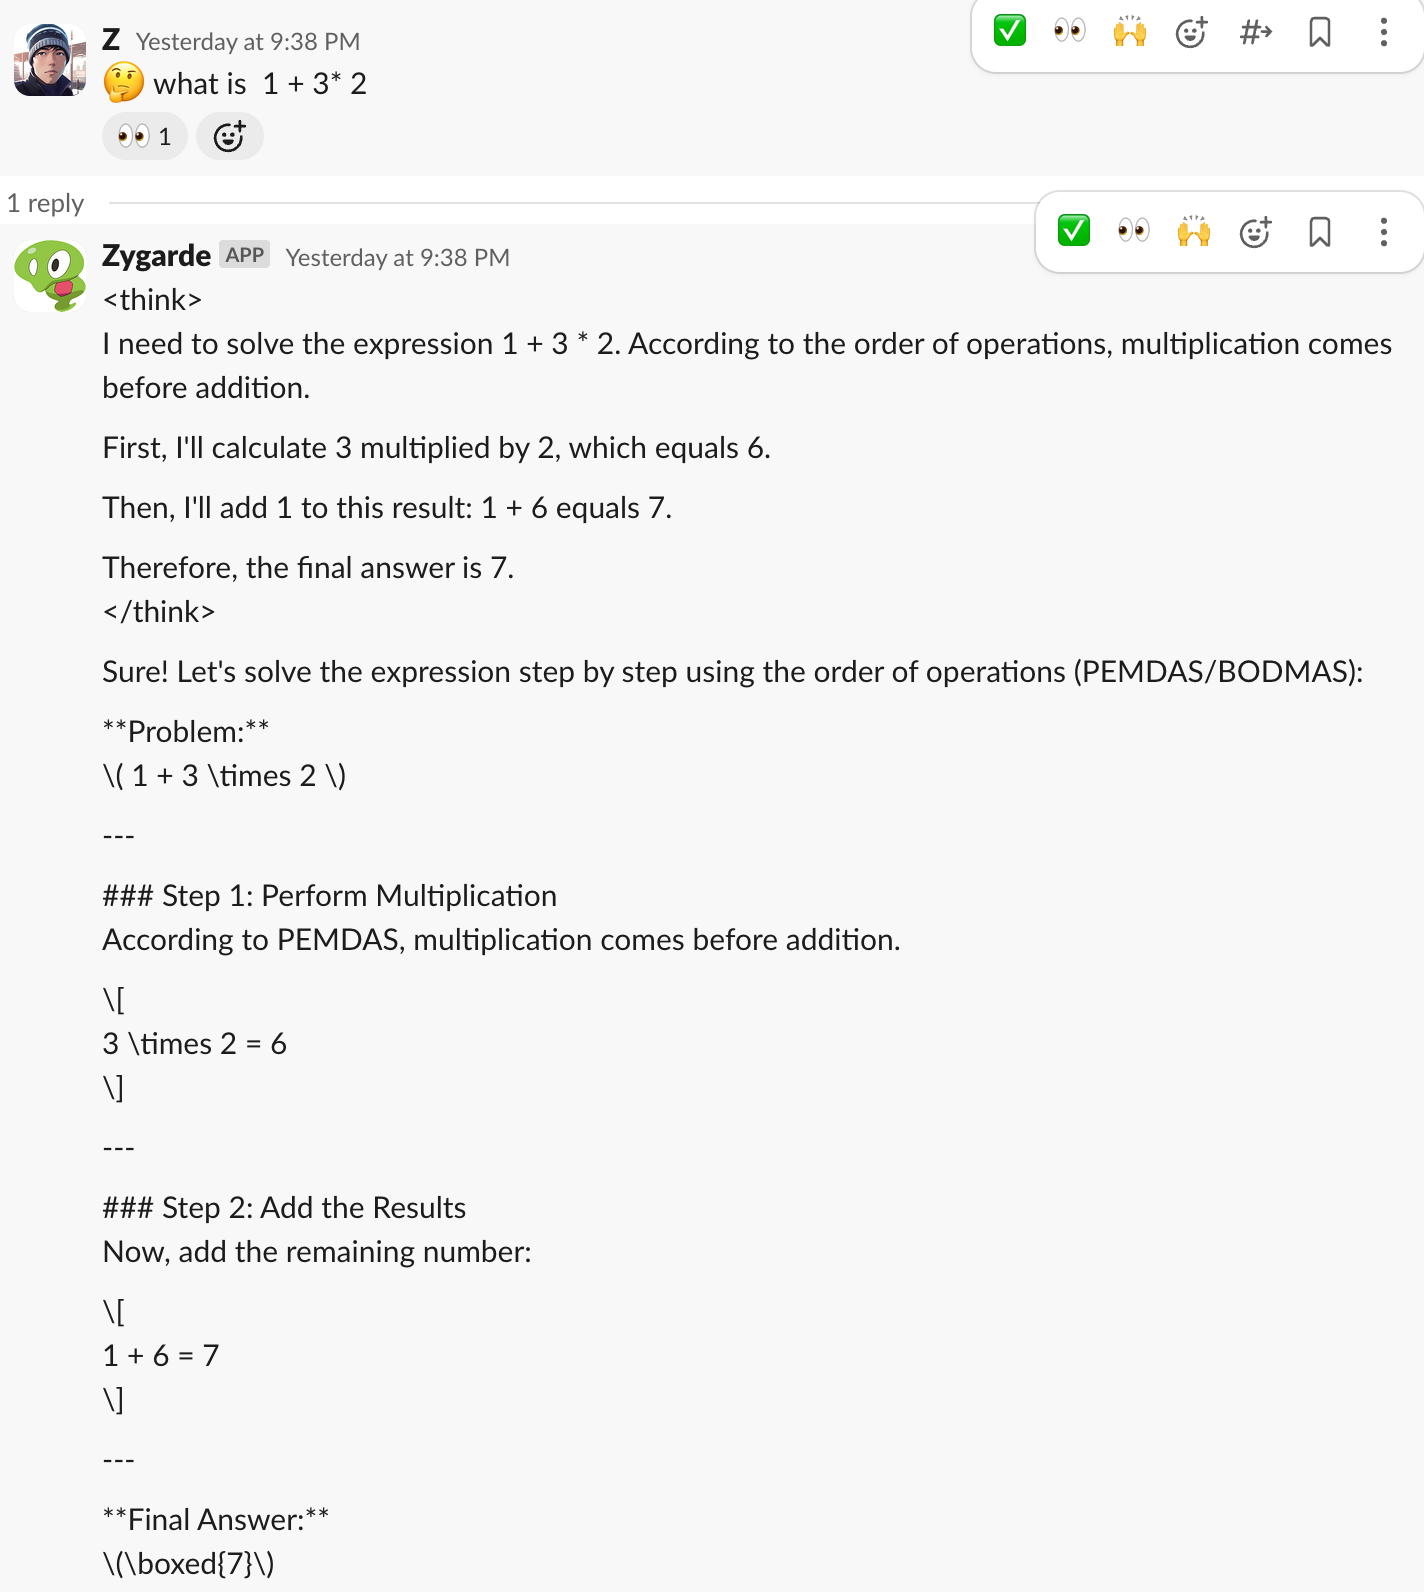 Z Yesterday at 9:38 PM
🤔 what is 1 + 3* 2
👀 1
1 reply
Zygarde APP Yesterday at 9:38 PM
<think>
I need to solve the expression 1 + 3 * 2. According to the order of operations, multiplication comes
before addition.
First, I'll calculate 3 multiplied by 2, which equals 6.
Then, I'll add 1 to this result: 1 + 6 equals 7.
Therefore, the final answer is 7.
</think>
Sure! Let's solve the expression step by step using the order of operations (PEMDAS/BODMAS):
**Problem:**
\( 1 + 3 \times 2 \)
---
### Step 1: Perform Multiplication
According to PEMDAS, multiplication comes before addition.
\[
3 \times 2 = 6
\]
---
### Step 2: Add the Results
Now, add the remaining number:
\[
1 + 6 = 7
\]
---
**Final Answer:**
\(\boxed{7}\)